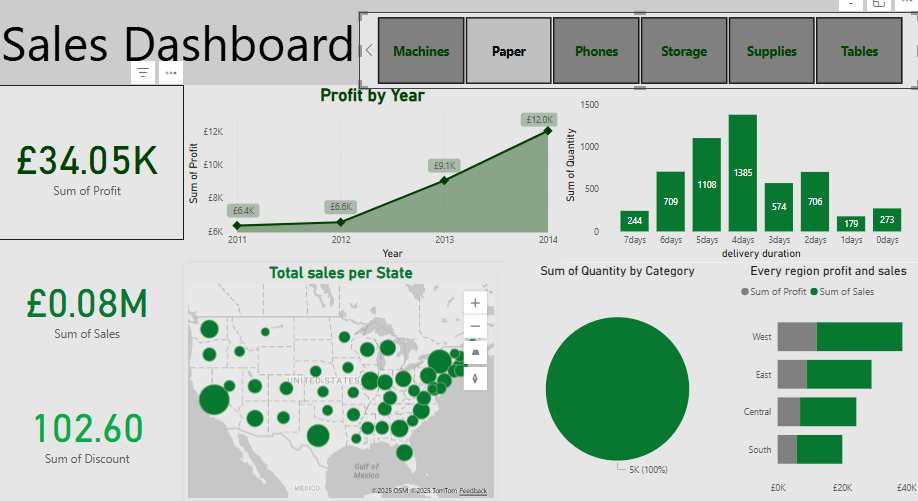 Sales Dashboard
Machines
Paper
Phones
Storage
Supplies
Tables
£34.05K
Sum of Profit
£0.08M
Sum of Sales
102.60
Sum of Discount
Profit by Year
Sum of Profit
£12K
£10K
£8K
£6K
£6.4K
£6.6K
£9.1K
£12.0K
2011
2012
2013
2014
Year
Sum of Quantity
1500
1000
500
0
244
709
1108
1385
574
706
179
273
7days
6days
5days
4days
3days
2days
1days
0days
delivery duration
Total sales per State
UNITED STATES
Gulf of
Mexico
MEXICO
©2025 OSM ©2025 TomTom Feedback
Sum of Quantity by Category
5K (100%)
Every region profit and sales
Sum of Profit
Sum of Sales
West
East
Central
South
£0K
£20K
£40K